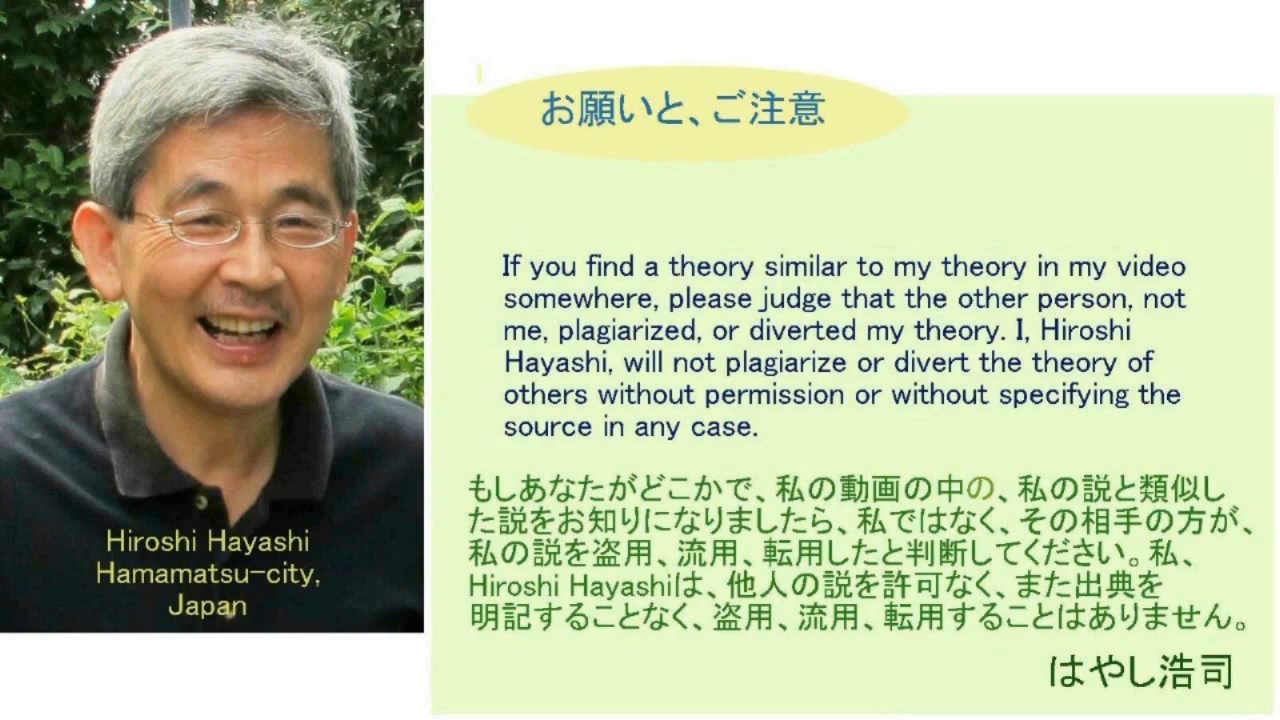 お願いと、ご注意
If you find a theory similar to my theory in my video
somewhere, please judge that the other person, not
me, plagiarized, or diverted my theory. I, Hiroshi
Hayashi, will not plagiarize or divert the theory of
others without permission or without specifying the
source in any case.
もしあなたがどこかで、私の動画の中の、私の説と類似し
た説をお知りになりましたら、私ではなく、その相手の方が、
私の説を盗用、流用、転用したと判断してください。私、
Hiroshi Hayashiは、他人の説を許可なく、また出典を
明記することなく、盗用、流用、転用することはありません。
はやし浩司
Hiroshi Hayashi
Hamamatsu-city,
Japan